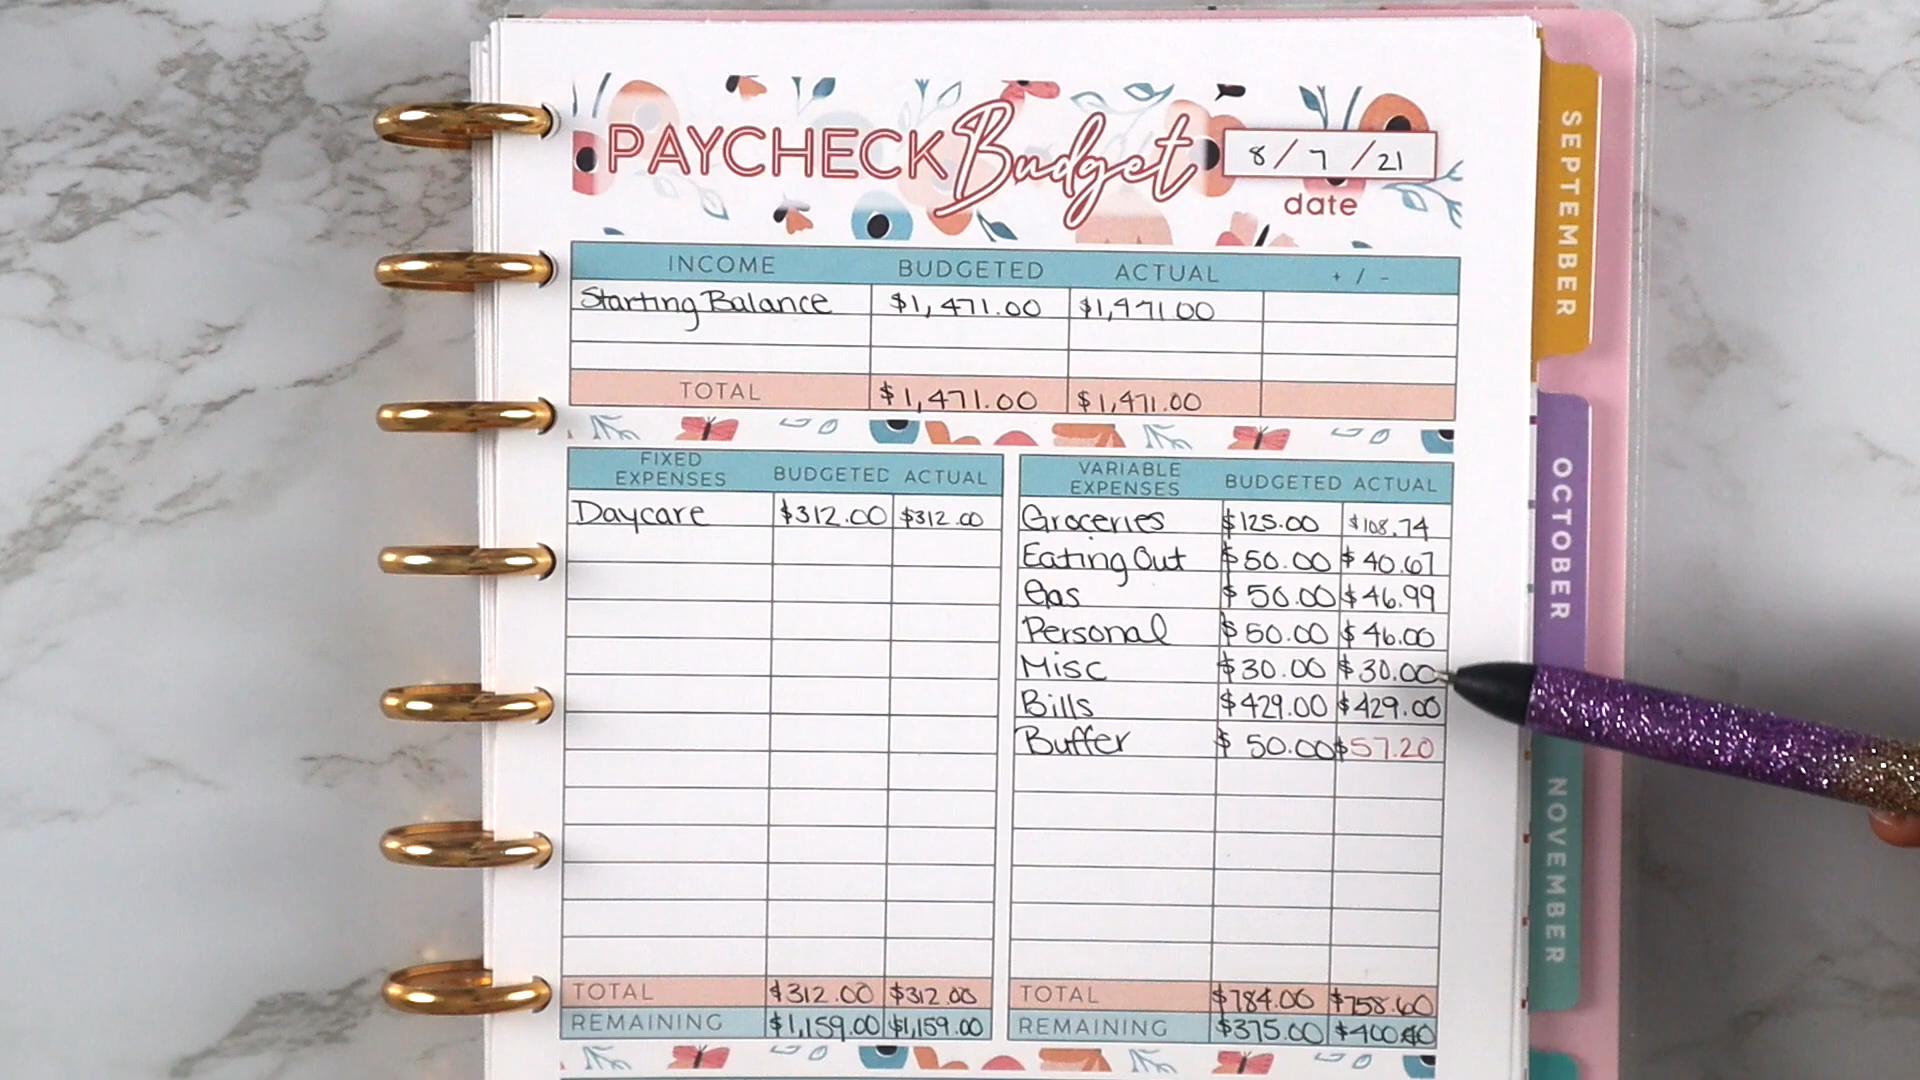 PAYCHECK Budget 8/7/21
date
INCOME BUDGETED ACTUAL +/-
Starting Balance $1,471.00 $1,471.00
TOTAL $1,471.00 $1,471.00
FIXED EXPENSES BUDGETED ACTUAL
Daycare $312.00 $312.00
TOTAL $312.00 $312.00
REMAINING $1,159.00 $1,159.00
VARIABLE EXPENSES BUDGETED ACTUAL
Groceries $125.00 $108.74
Eating Out $50.00 $40.67
Gas $50.00 $46.99
Personal $50.00 $46.00
Misc $30.00 $30.00
Bills $429.00 $429.00
Buffer $50.00 $57.20
TOTAL $784.00 $758.60
REMAINING $375.00 $400.40
SEPTEMBER
OCTOBER
NOVEMBER